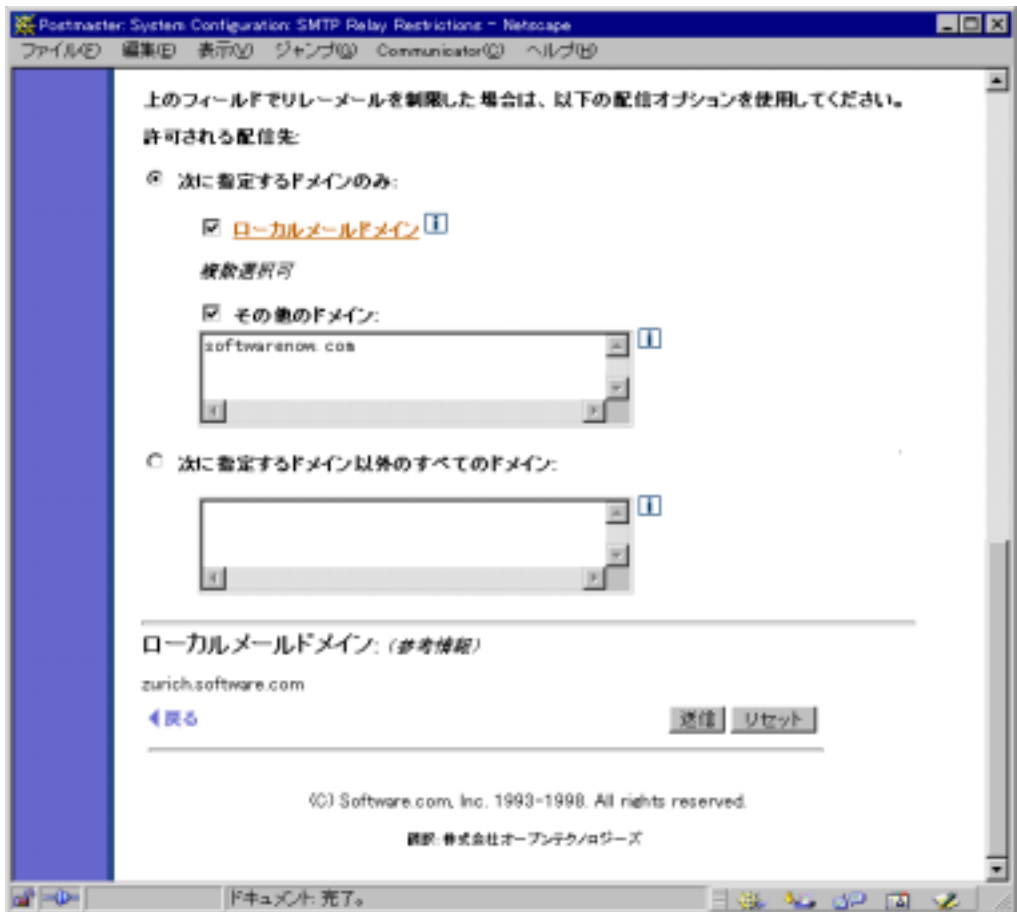 Postmaster: System Configuration: SMTP Relay Restrictions - Netscape
ファイル(F) 編集(E) 表示(V) ジャンプ(G) Communicator(C) ヘルプ(H)
上のフィールドでリレーメールを制限した場合は、以下の配信オプションを使用してください。
許可される配信先:
次に指定するドメインのみ:
ローカルメールドメイン
複数選択可
その他のドメイン:
softwarenow.com
次に指定するドメイン以外のすべてのドメイン:
ローカルメールドメイン: (参考情報)
zurich.software.com
戻る
送信 リセット
(C) Software.com, Inc. 1993-1998. All rights reserved.
翻訳: 株式会社オープンテクノロジーズ
ドキュメント: 完了。